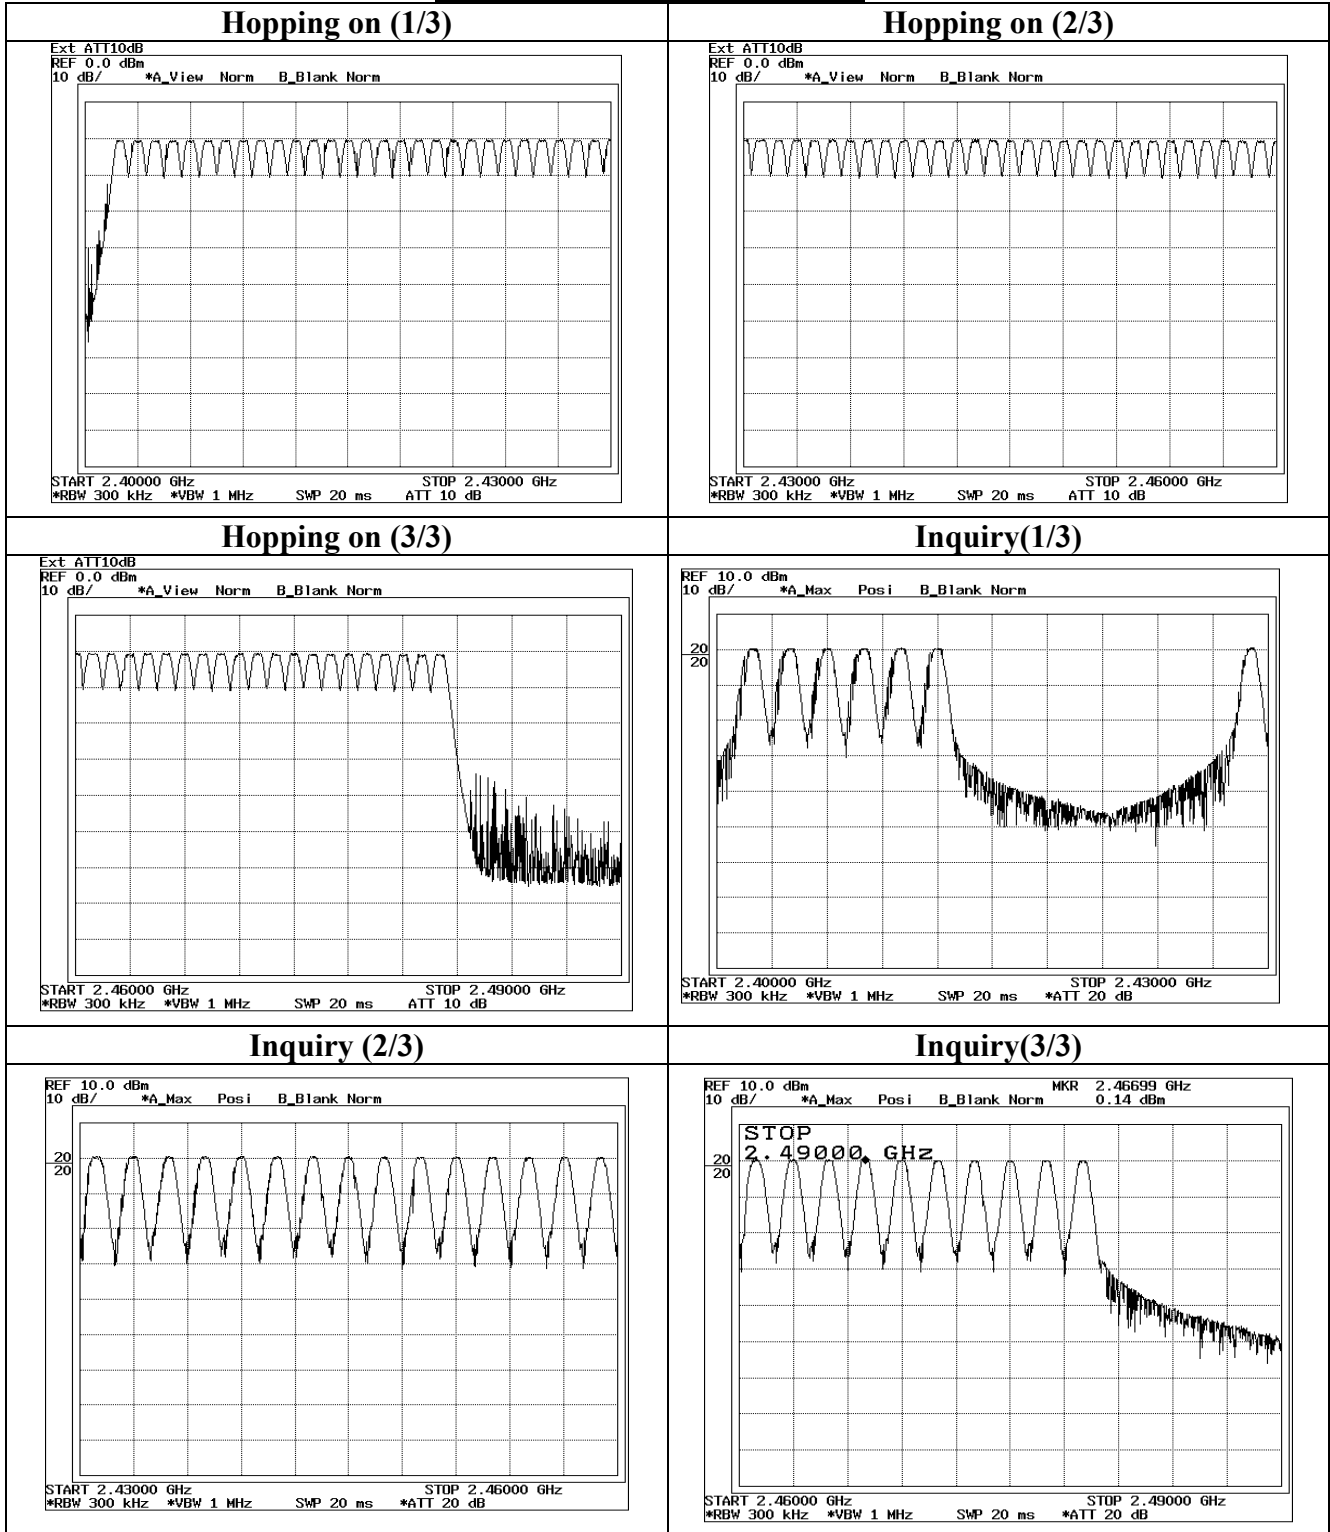 Hopping on (1/3)
Ext ATT10dB
REF 0.0 dBm
10 dB/ *A_View Norm B_Blank Norm
START 2.40000 GHz STOP 2.43000 GHz
*RBW 300 kHz *VBW 1 MHz SWP 20 ms ATT 10 dB
Hopping on (2/3)
Ext ATT10dB
REF 0.0 dBm
10 dB/ *A_View Norm B_Blank Norm
START 2.43000 GHz STOP 2.46000 GHz
*RBW 300 kHz *VBW 1 MHz SWP 20 ms ATT 10 dB
Hopping on (3/3)
Ext ATT10dB
REF 0.0 dBm
10 dB/ *A_View Norm B_Blank Norm
START 2.46000 GHz STOP 2.49000 GHz
*RBW 300 kHz *VBW 1 MHz SWP 20 ms ATT 10 dB
Inquiry(1/3)
REF 10.0 dBm
10 dB/ *A_Max Posi B_Blank Norm
20
20
START 2.40000 GHz STOP 2.43000 GHz
*RBW 300 kHz *VBW 1 MHz SWP 20 ms *ATT 20 dB
Inquiry (2/3)
REF 10.0 dBm
10 dB/ *A_Max Posi B_Blank Norm
20
20
START 2.43000 GHz STOP 2.46000 GHz
*RBW 300 kHz *VBW 1 MHz SWP 20 ms *ATT 20 dB
Inquiry(3/3)
REF 10.0 dBm MKR 2.46699 GHz
10 dB/ *A_Max Posi B_Blank Norm 0.14 dBm
STOP
2.49000 GHz
20
20
START 2.46000 GHz STOP 2.49000 GHz
*RBW 300 kHz *VBW 1 MHz SWP 20 ms *ATT 20 dB